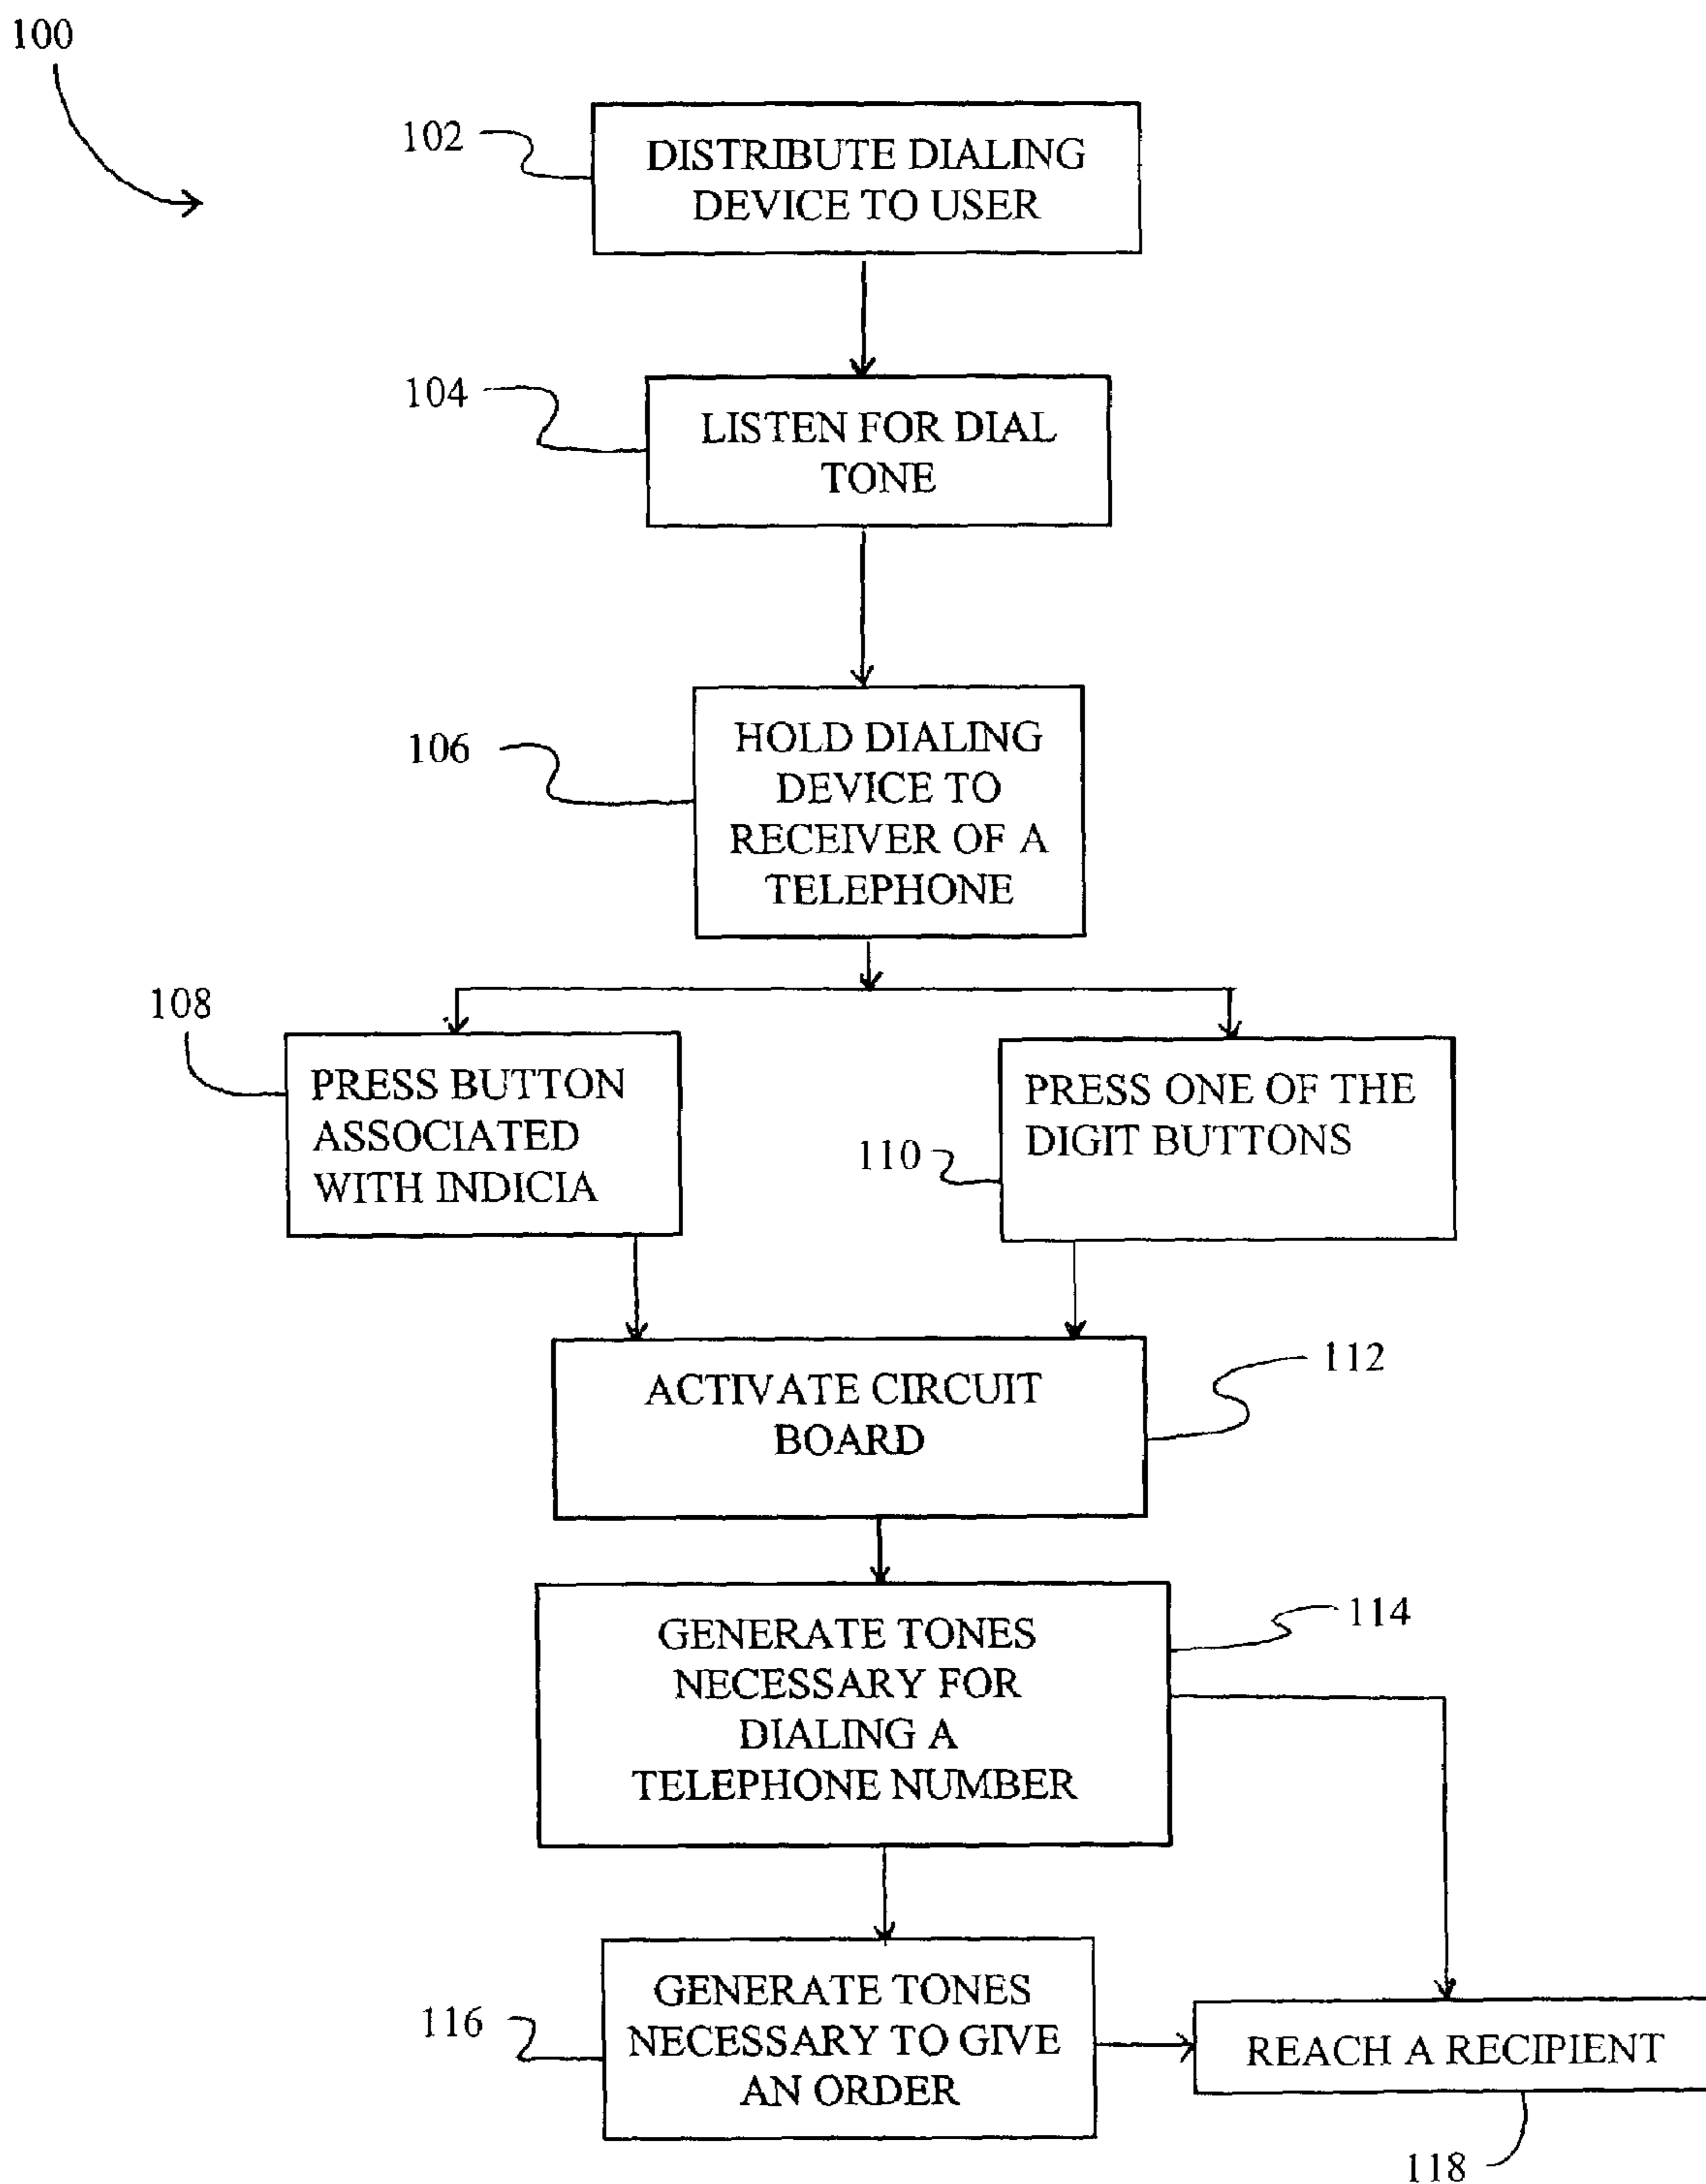 100
102
DISTRIBUTE DIALING
DEVICE TO USER
104
LISTEN FOR DIAL
TONE
106
HOLD DIALING
DEVICE TO
RECEIVER OF A
TELEPHONE
108
PRESS BUTTON
ASSOCIATED
WITH INDICIA
110
PRESS ONE OF THE
DIGIT BUTTONS
112
ACTIVATE CIRCUIT
BOARD
114
GENERATE TONES
NECESSARY FOR
DIALING A
TELEPHONE NUMBER
116
GENERATE TONES
NECESSARY TO GIVE
AN ORDER
REACH A RECIPIENT
118